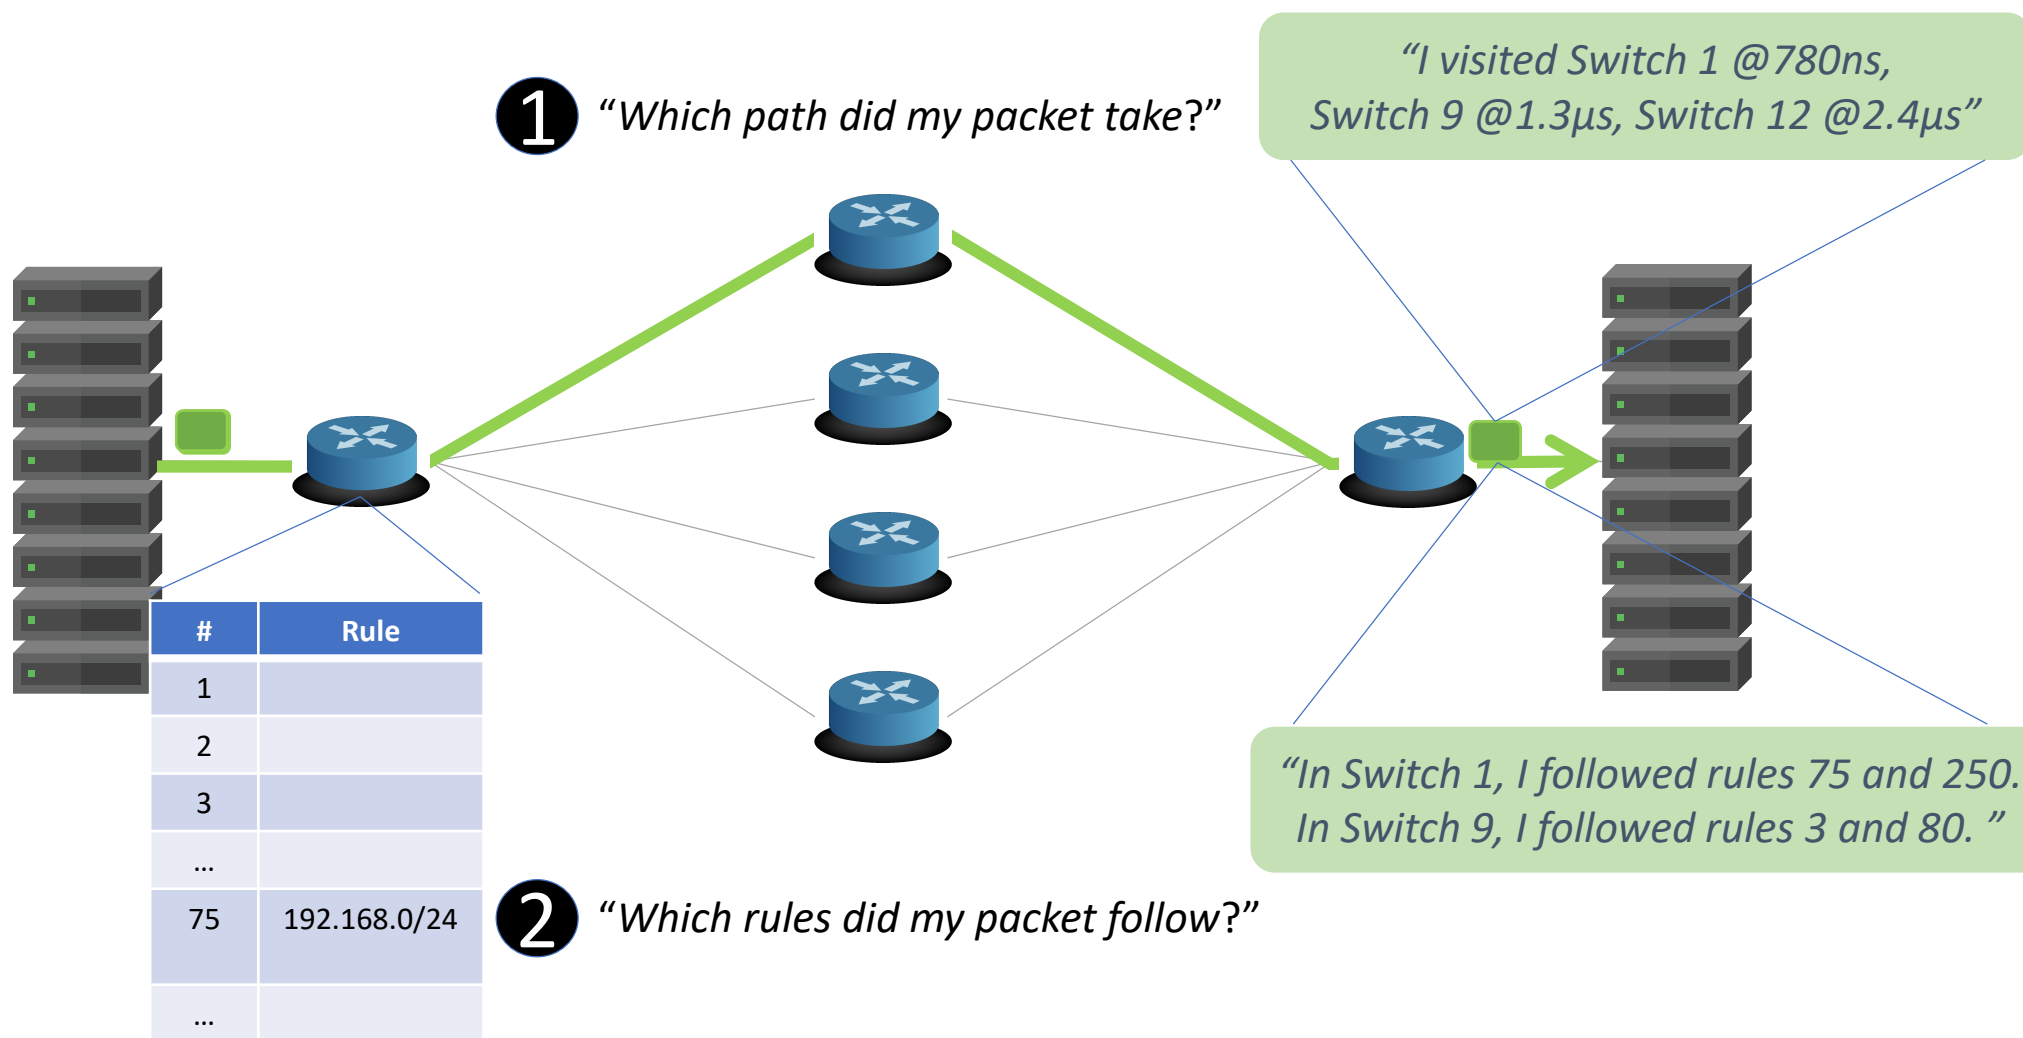 “I visited Switch 1 @780ns,
Switch 9 @1.3µs, Switch 12 @2.4µs”
1 “Which path did my packet take?”
# Rule
1
2
3
...
75 192.168.0/24
...
“In Switch 1, I followed rules 75 and 250.
In Switch 9, I followed rules 3 and 80. ”
2 “Which rules did my packet follow?”